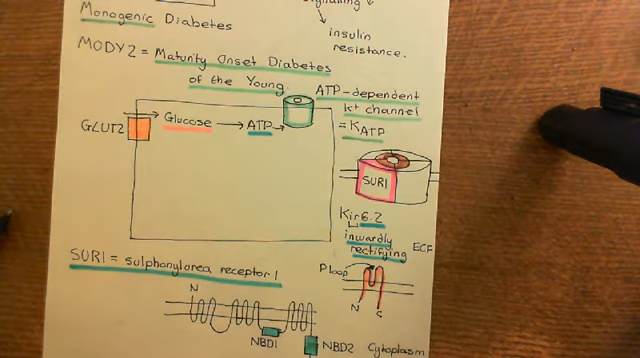 signalling ↓
Monogenic Diabetes
insulin
resistance.
MODY2 = Maturity Onset Diabetes
of the Young.
ATP-dependent
K+ channel
= KATP
GLUT2
Glucose → ATP →
SUR1
Kir6.2
inwardly
rectifying
ECF
SUR1 = sulphonylurea receptor 1
P loop
N
C
N
NBD1
NBD2
Cytoplasm